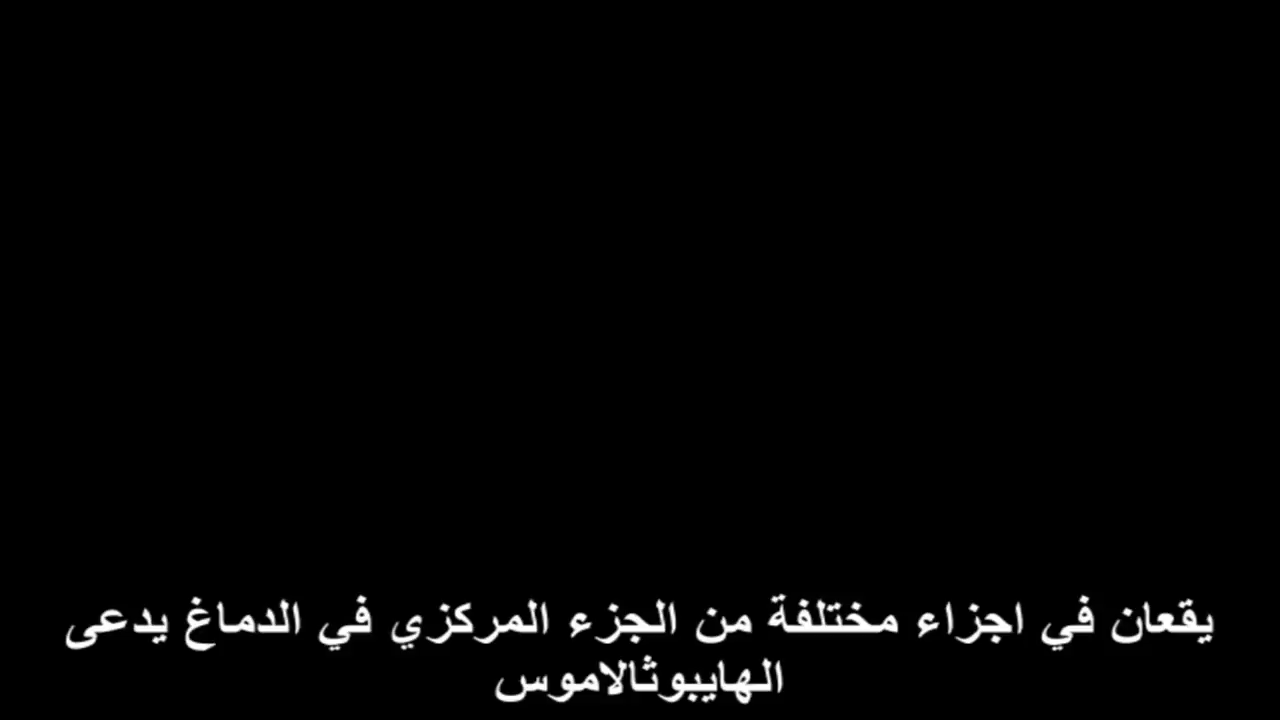 يقعان في اجزاء مختلفة من الجزء المركزي في الدماغ يدعى
الهايبوثالاموس